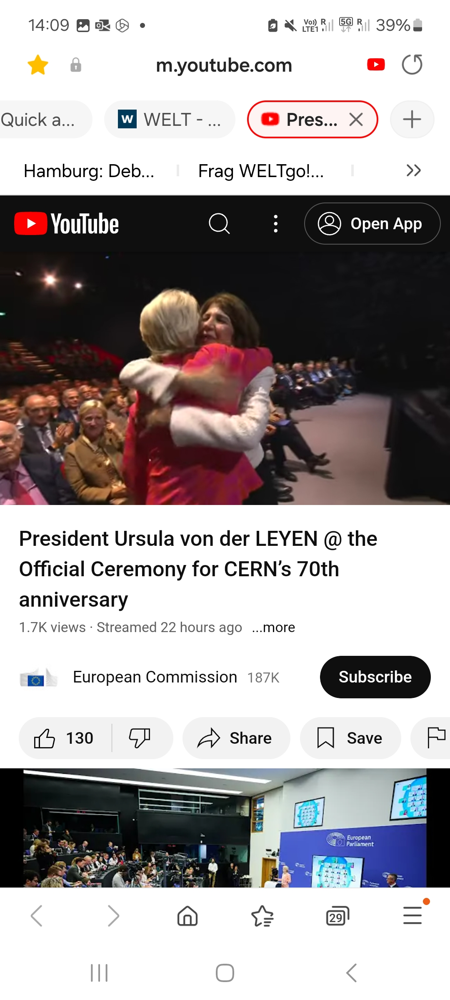 14:09
Vo)) R 5G R 39%
LTE1
m.youtube.com
Quick a...
W WELT - ...
Pres...
Hamburg: Deb...
Frag WELTgo!...
YouTube
Open App
President Ursula von der LEYEN @ the
Official Ceremony for CERN’s 70th
anniversary
1.7K views · Streamed 22 hours ago ...more
European Commission 187K
Subscribe
130
Share
Save
European
Parliament
29